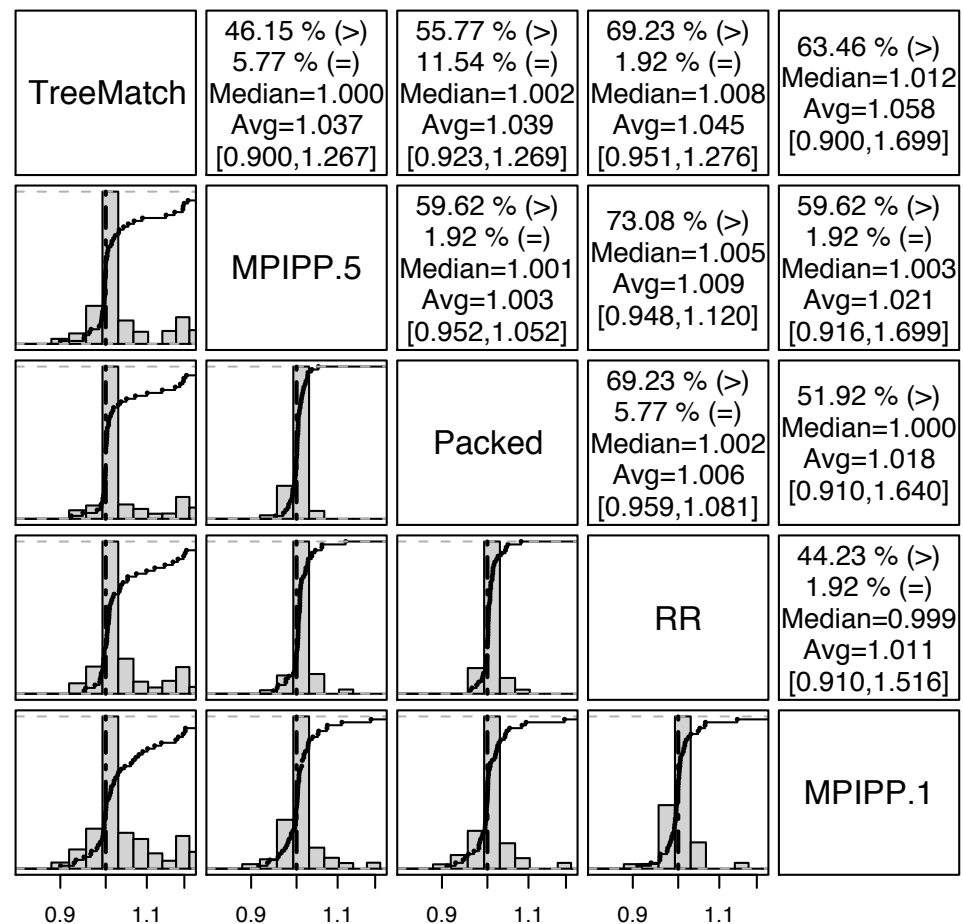 TreeMatch
46.15 % (>)
5.77 % (=)
Median=1.000
Avg=1.037
[0.900,1.267]
55.77 % (>)
11.54 % (=)
Median=1.002
Avg=1.039
[0.923,1.269]
69.23 % (>)
1.92 % (=)
Median=1.008
Avg=1.045
[0.951,1.276]
63.46 % (>)
Median=1.012
Avg=1.058
[0.900,1.699]
MPIPP.5
59.62 % (>)
1.92 % (=)
Median=1.001
Avg=1.003
[0.952,1.052]
73.08 % (>)
Median=1.005
Avg=1.009
[0.948,1.120]
59.62 % (>)
1.92 % (=)
Median=1.003
Avg=1.021
[0.916,1.699]
Packed
69.23 % (>)
5.77 % (=)
Median=1.002
Avg=1.006
[0.959,1.081]
51.92 % (>)
Median=1.000
Avg=1.018
[0.910,1.640]
RR
44.23 % (>)
1.92 % (=)
Median=0.999
Avg=1.011
[0.910,1.516]
MPIPP.1
0.9 1.1 0.9 1.1 0.9 1.1 0.9 1.1